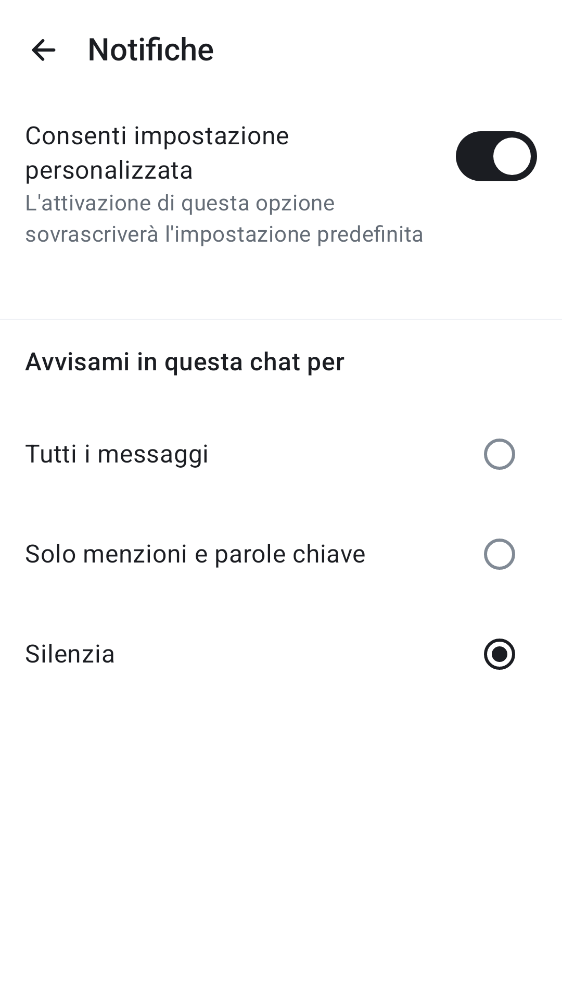 Notifiche
Consenti impostazione
personalizzata
L'attivazione di questa opzione
sovrascriverà l'impostazione predefinita
Avvisami in questa chat per
Tutti i messaggi
Solo menzioni e parole chiave
Silenzia